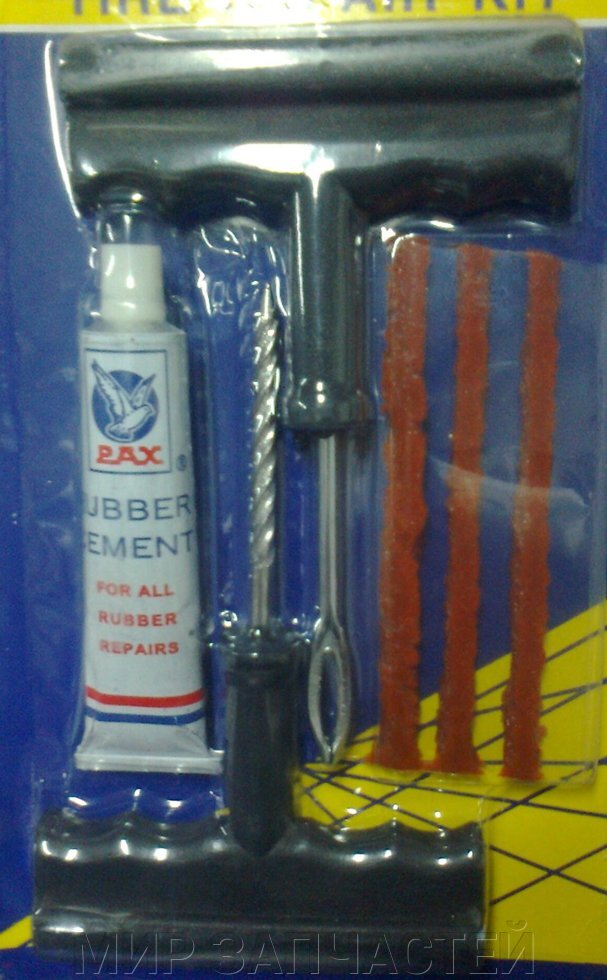 PAX
®
UBBER
EMENT
FOR ALL
RUBBER
REPAIRS
МИР ЗАПЧАСТЕЙ